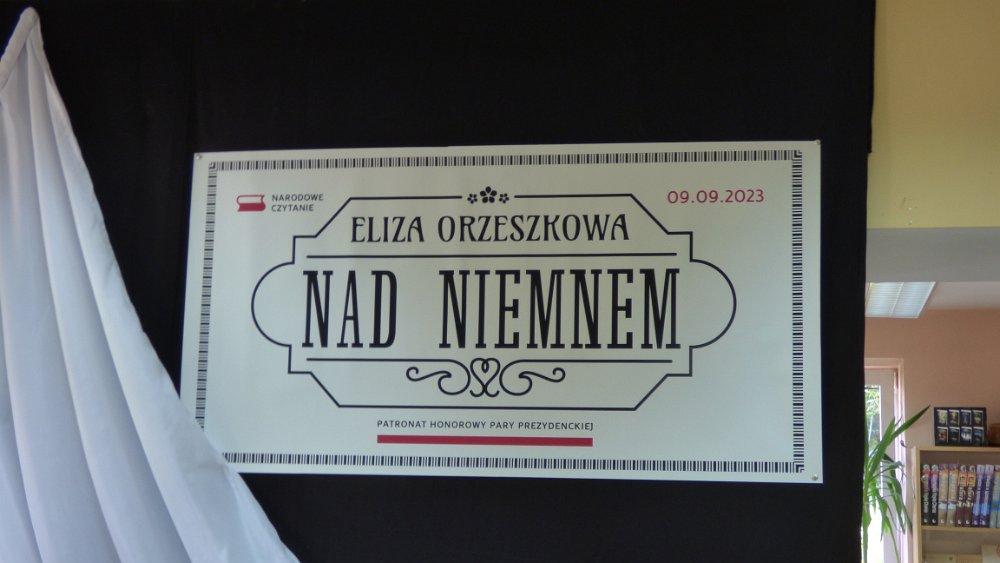 NARODOWE
CZYTANIE
09.09.2023
ELIZA ORZESZKOWA
NAD NIEMNEM
PATRONAT HONOROWY PARY PREZYDENCKIEJ